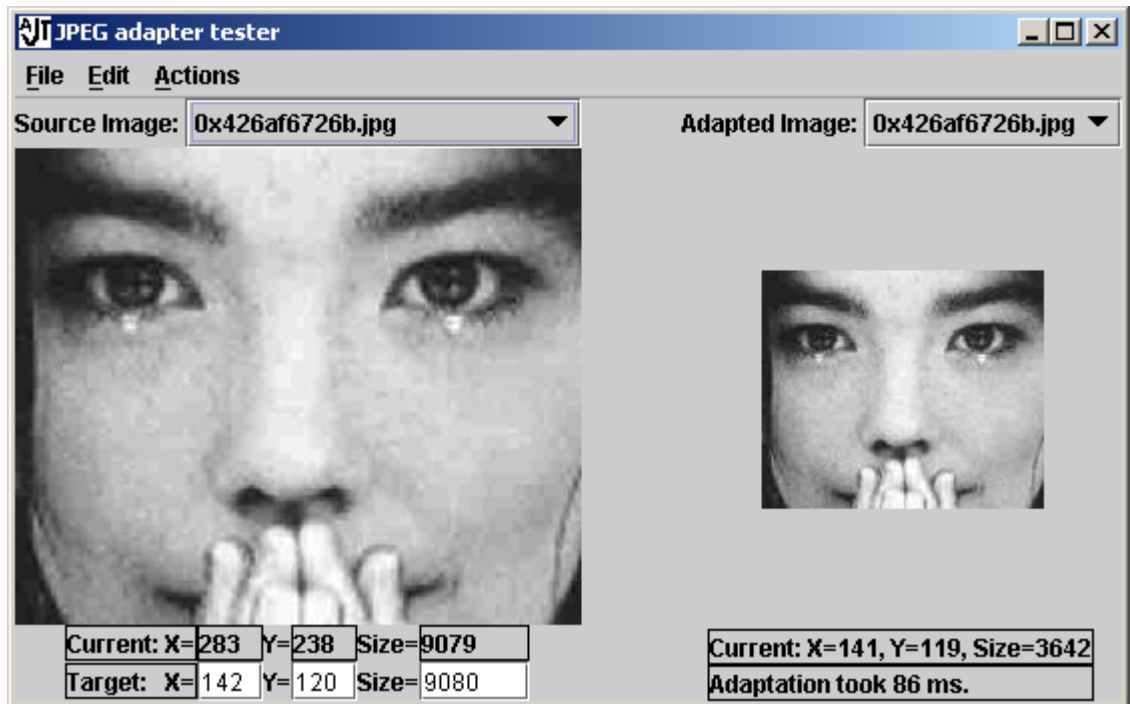 AJT JPEG adapter tester
File Edit Actions
Source Image: 0x426af6726b.jpg Adapted Image: 0x426af6726b.jpg
Current: X=283 Y=238 Size=9079
Target: X=142 Y=120 Size=9080
Current: X=141, Y=119, Size=3642
Adaptation took 86 ms.